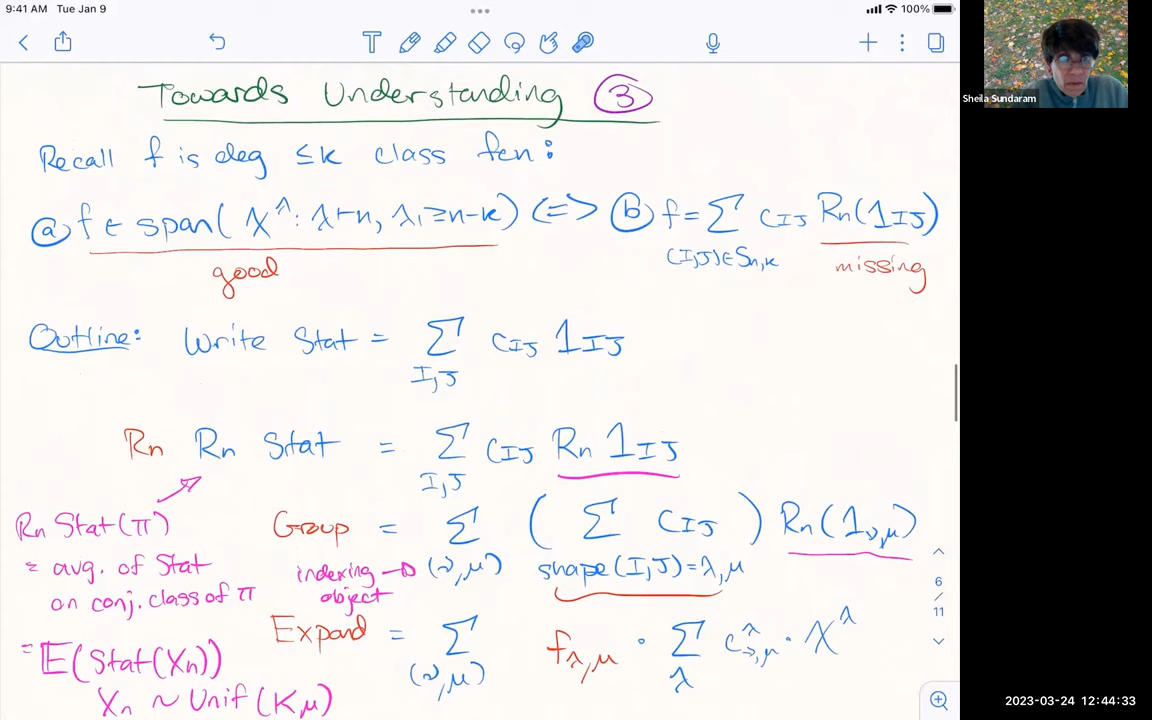 9:41 AM Tue Jan 9
100%
Towards Understanding ③
Sheila Sundaram
Recall f is deg ≤k class fcn:
ⓐ f ∈ span( χ^λ : λ⊢n, λ₁≥n-k) <=> ⓑ f = Σ c_IJ Rn(1_IJ)
(I,J)∈S_n,k
good
missing
Outline: Write Stat = Σ c_IJ 1_IJ
I,J
Rn Rn Stat = Σ c_IJ Rn 1_IJ
I,J
Rn Stat(π)
= avg. of Stat
on conj. class of π
= E(Stat(Xn))
Xn ~ Unif(K_μ)
Group = Σ ( Σ c_IJ ) Rn(1_ν,μ)
indexing → (ν,μ) shape(I,J)=λ,μ
object
Expand = Σ f_λ,μ · Σ c^λ_ν,μ · χ^λ
(ν,μ) λ
6
/
11
2023-03-24 12:44:33